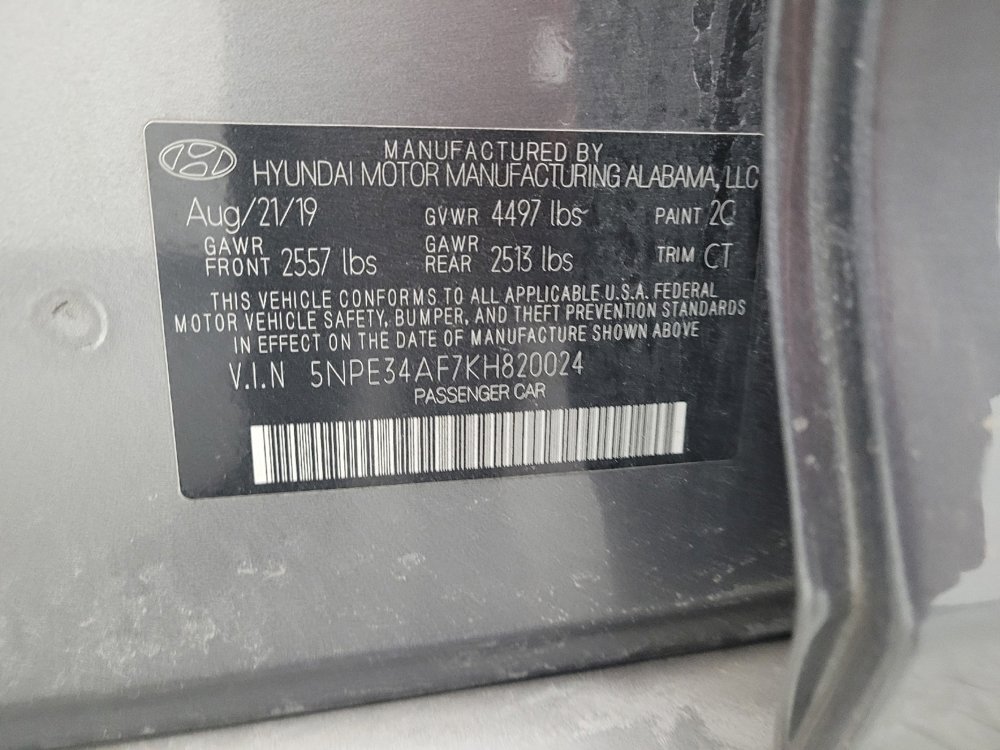 MANUFACTURED BY
HYUNDAI MOTOR MANUFACTURING ALABAMA, LLC
Aug/21/19 GVWR 4497 lbs PAINT 2C
GAWR FRONT 2557 lbs GAWR REAR 2513 lbs TRIM CT
THIS VEHICLE CONFORMS TO ALL APPLICABLE U.S.A. FEDERAL
MOTOR VEHICLE SAFETY, BUMPER, AND THEFT PREVENTION STANDARDS
IN EFFECT ON THE DATE OF MANUFACTURE SHOWN ABOVE
V.I.N 5NPE34AF7KH820024
PASSENGER CAR